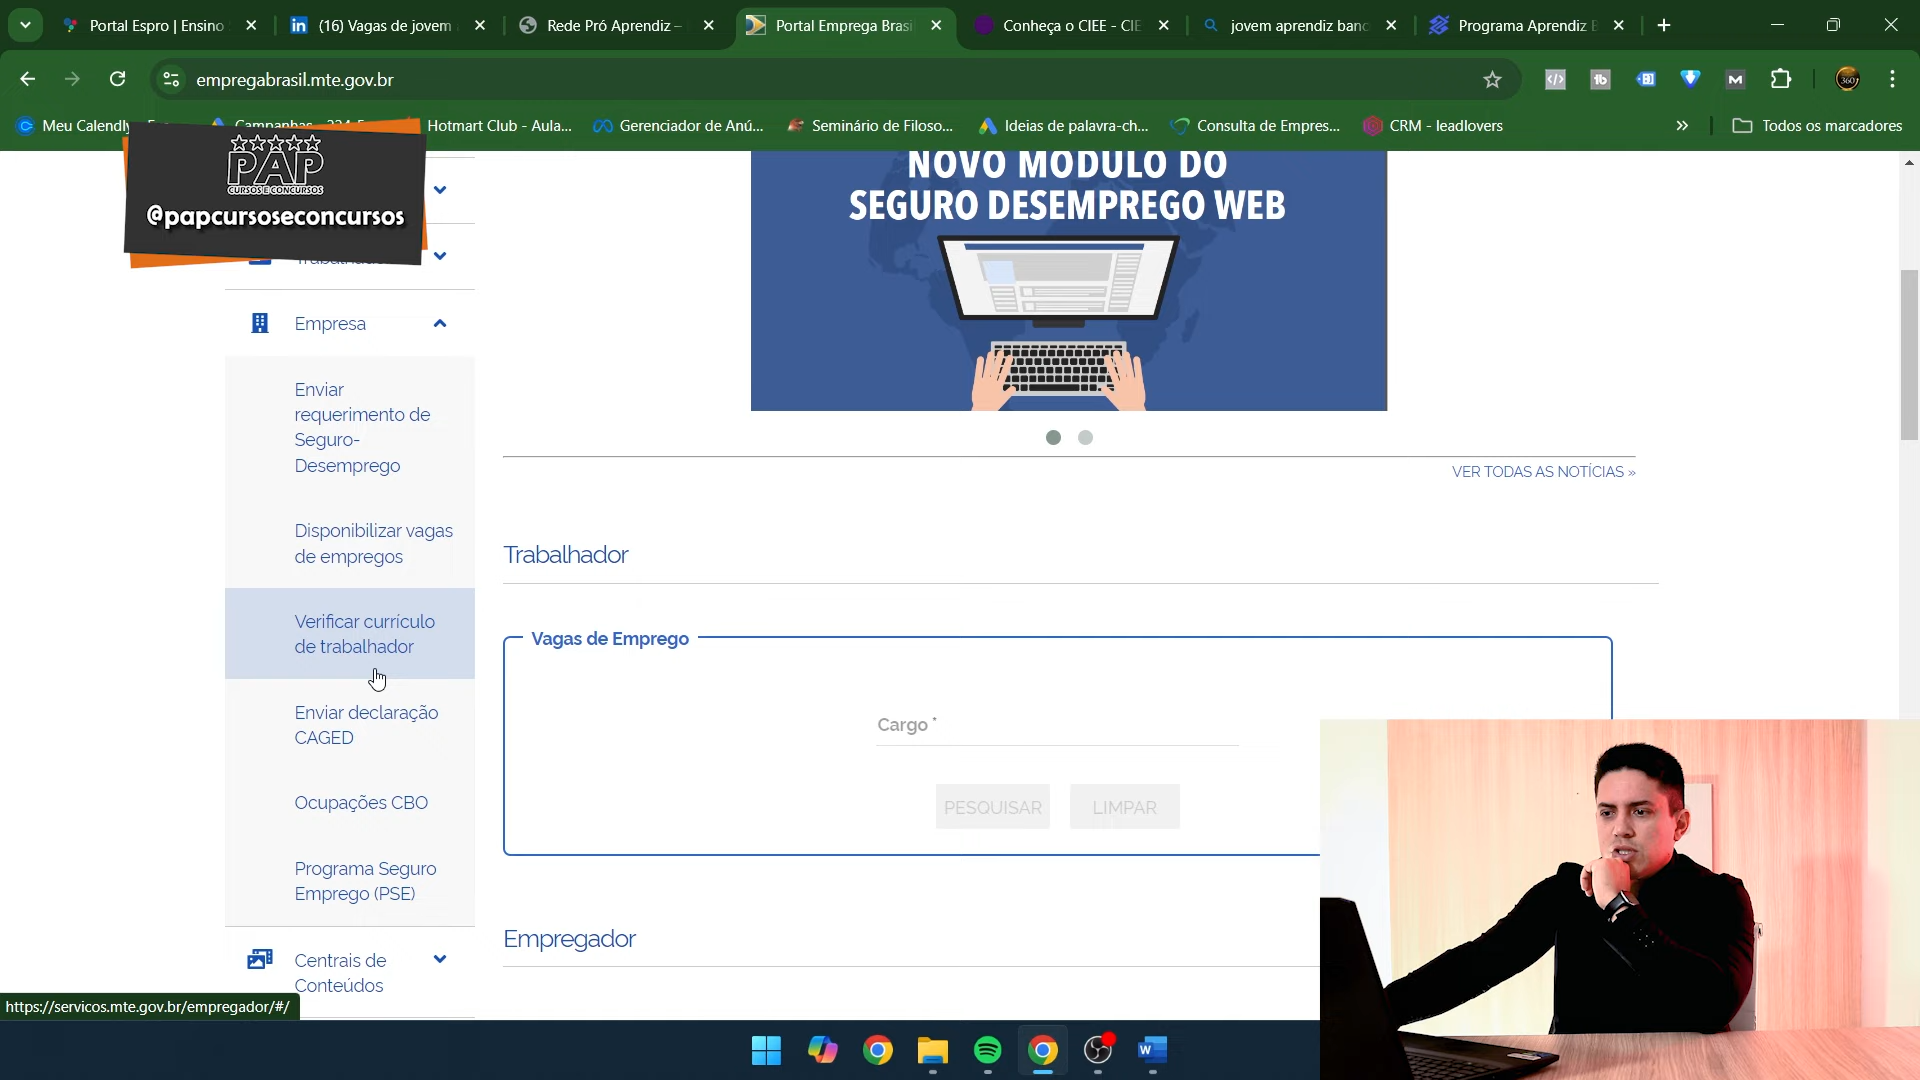 Portal Espro | Ensino
(16) Vagas de jovem
Rede Pró Aprendiz –
Portal Emprega Brasil
Conheça o CIEE - CIE
jovem aprendiz banc
Programa Aprendiz B
empregabrasil.mte.gov.br
Meu Calendly
Hotmart Club - Aula...
Gerenciador de Anú...
Seminário de Filoso...
Ideias de palavra-ch...
Consulta de Empres...
CRM - leadlovers
Todos os marcadores
PAP
CURSOS E CONCURSOS
@papcursoseconcursos
NOVO MÓDULO DO
SEGURO DESEMPREGO WEB
Empresa
Enviar
requerimento de
Seguro-
Desemprego
Disponibilizar vagas
de empregos
Verificar currículo
de trabalhador
Enviar declaração
CAGED
Ocupações CBO
Programa Seguro
Emprego (PSE)
Centrais de
Conteúdos
VER TODAS AS NOTÍCIAS »
Trabalhador
Vagas de Emprego
Cargo *
PESQUISAR
LIMPAR
Empregador
https://servicos.mte.gov.br/empregador/#/